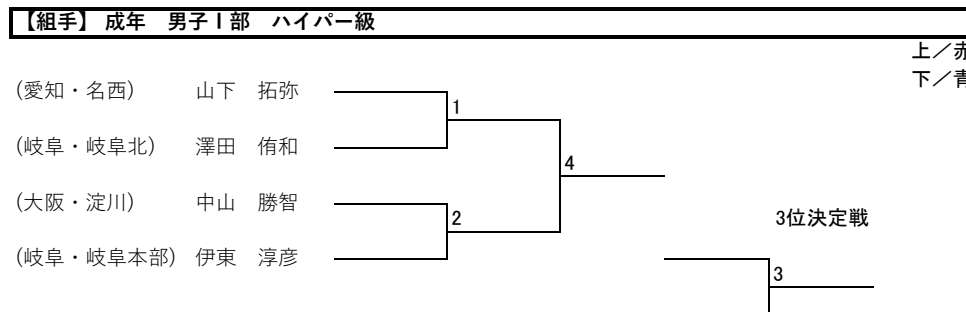 【組手】 成年　男子Ⅰ部　ハイパー級
上／赤
下／青
(愛知・名西)　山下　拓弥
1
(岐阜・岐阜北)　澤田　侑和
4
(大阪・淀川)　中山　勝智
2
3位決定戦
(岐阜・岐阜本部)　伊東　淳彦
3